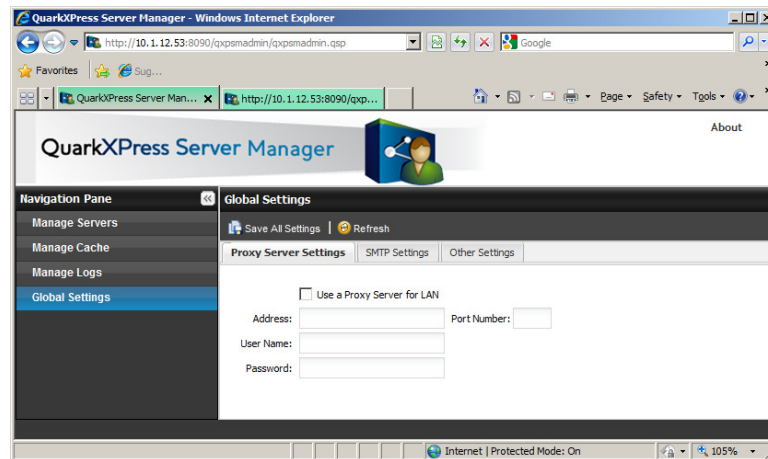 QuarkXPress Server Manager - Windows Internet Explorer
http://10.1.12.53:8090/qxpsmadmin/qxpsmadmin.qsp
Google
Favorites Sug...
QuarkXPress Server Man... http://10.1.12.53:8090/qxp... Page Safety Tools
About
QuarkXPress Server Manager
Navigation Pane
Global Settings
Manage Servers
Manage Cache
Manage Logs
Global Settings
Save All Settings | Refresh
Proxy Server Settings SMTP Settings Other Settings
Use a Proxy Server for LAN
Address: Port Number:
User Name:
Password:
Internet | Protected Mode: On 105%